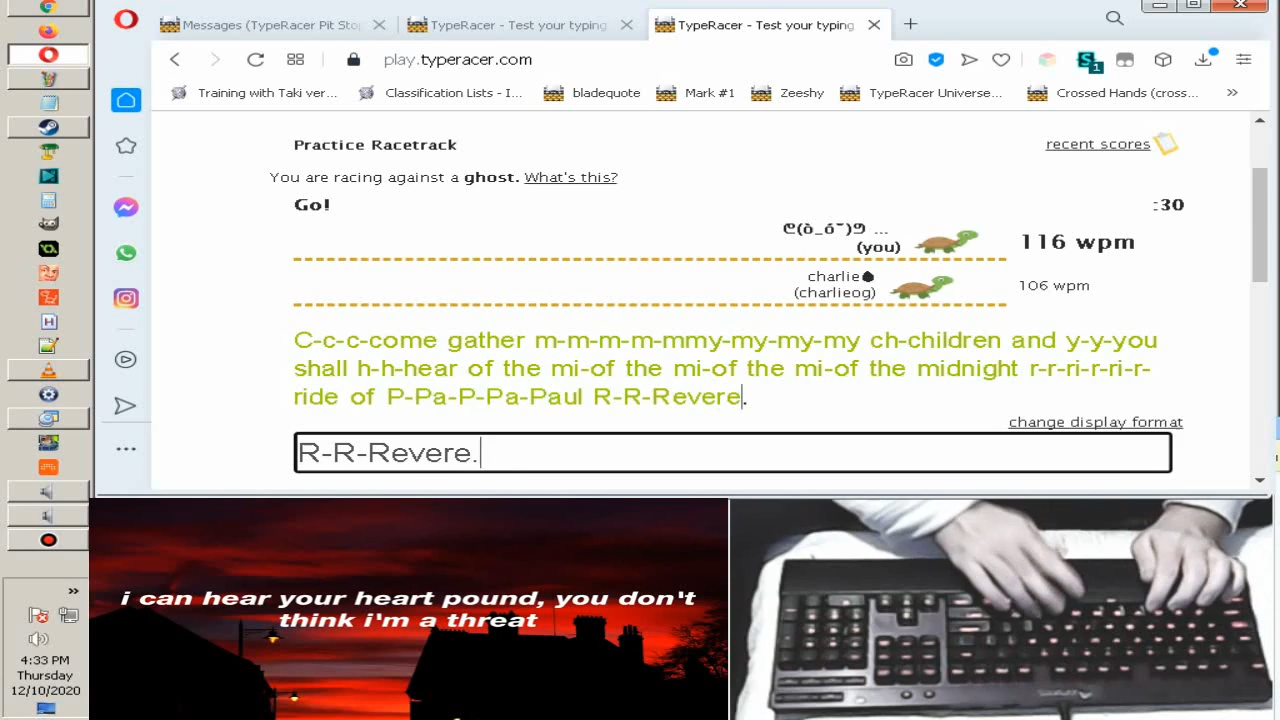 Messages (TypeRacer Pit Stop
TypeRacer - Test your typing
TypeRacer - Test your typing
play.typeracer.com
S 1
Training with Taki ver...
Classification Lists - I...
bladequote
Mark #1
Zeeshy
TypeRacer Universe...
Crossed Hands (cross...
Practice Racetrack
recent scores
You are racing against a ghost. What's this?
Go!
:30
(you)
116 wpm
charlie
(charlieog)
106 wpm
C-c-c-come gather m-m-m-m-mmy-my-my-my ch-children and y-y-you
shall h-h-hear of the mi-of the mi-of the mi-of the midnight r-r-ri-r-ri-r-
ride of P-Pa-P-Pa-Paul R-R-Revere.
change display format
R-R-Revere.
i can hear your heart pound, you don't
think i'm a threat
4:33 PM
Thursday
12/10/2020